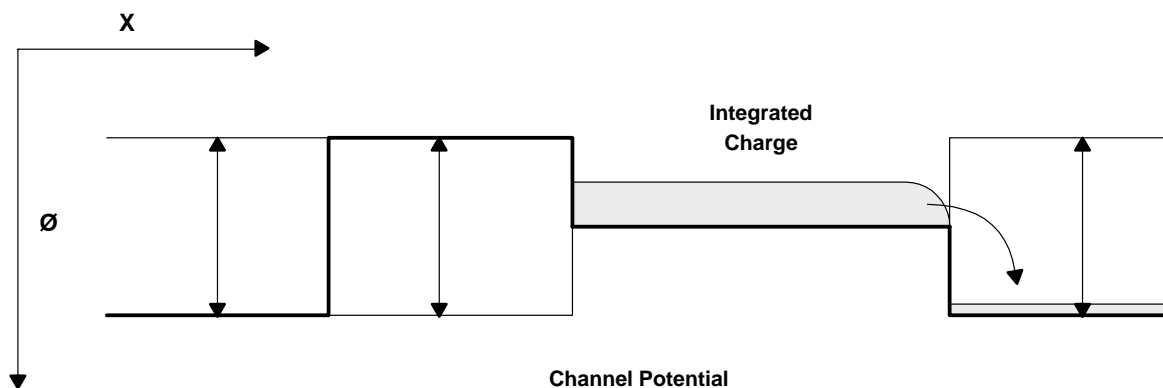 X
Integrated
Charge
Ø
Channel Potential